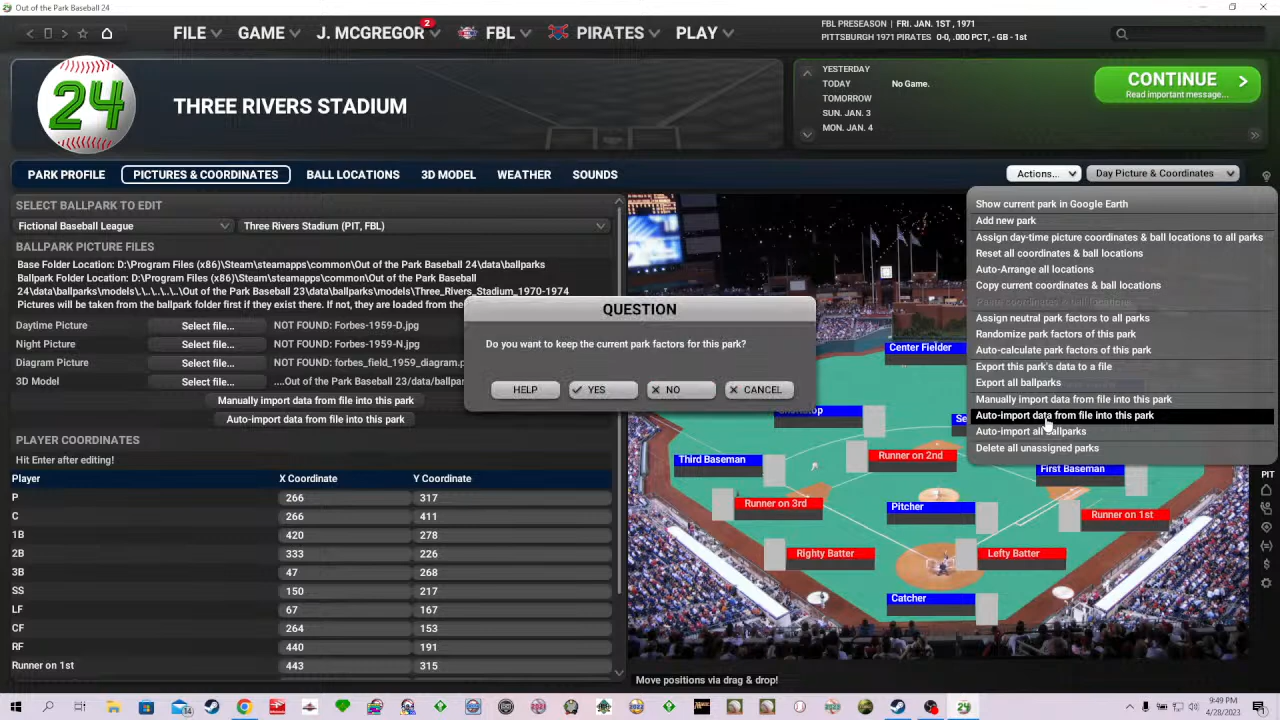 Out of the Park Baseball 24
FILE GAME J. MCGREGOR 2 FBL PIRATES PLAY
FBL PRESEASON | FRI. JAN. 1ST , 1971
PITTSBURGH 1971 PIRATES 0-0, .000 PCT, - GB - 1st
24
THREE RIVERS STADIUM
YESTERDAY
TODAY No Game.
TOMORROW
SUN. JAN. 3
MON. JAN. 4
CONTINUE
Read important message...
PARK PROFILE PICTURES & COORDINATES BALL LOCATIONS 3D MODEL WEATHER SOUNDS
Actions... Day Picture & Coordinates
SELECT BALLPARK TO EDIT
Fictional Baseball League Three Rivers Stadium (PIT, FBL)
BALLPARK PICTURE FILES
Base Folder Location: D:\Program Files (x86)\Steam\steamapps\common\Out of the Park Baseball 24\data\ballparks
Ballpark Folder Location: D:\Program Files (x86)\Steam\steamapps\common\Out of the Park Baseball
24\data\ballparks\models\..\..\..\..\Out of the Park Baseball 23\data\ballparks\models\Three_Rivers_Stadium_1970-1974
Pictures will be taken from the ballpark folder first if they exist there. If not, they are loaded from the
Daytime Picture Select file... NOT FOUND: Forbes-1959-D.jpg
Night Picture Select file... NOT FOUND: Forbes-1959-N.jpg
Diagram Picture Select file... NOT FOUND: forbes_field_1959_diagram.p
3D Model Select file... ....Out of the Park Baseball 23/data/ballpar
Manually import data from file into this park
Auto-import data from file into this park
PLAYER COORDINATES
Hit Enter after editing!
Player X Coordinate Y Coordinate
P 266 317
C 266 411
1B 420 278
2B 333 226
3B 47 268
SS 150 217
LF 67 167
CF 264 153
RF 440 191
Runner on 1st 443 315
QUESTION
Do you want to keep the current park factors for this park?
HELP YES NO CANCEL
Show current park in Google Earth
Add new park
Assign day-time picture coordinates & ball locations to all parks
Reset all coordinates & ball locations
Auto-Arrange all locations
Copy current coordinates & ball locations
Paste coordinates & ball locations
Assign neutral park factors to all parks
Randomize park factors of this park
Auto-calculate park factors of this park
Export this park's data to a file
Export all ballparks
Manually import data from file into this park
Auto-import data from file into this park
Auto-import all ballparks
Delete all unassigned parks
Center Fielder
Third Baseman
Runner on 2nd
First Baseman
Runner on 3rd
Pitcher
Runner on 1st
Righty Batter
Lefty Batter
Catcher
PIT
Move positions via drag & drop!
14
24
9:49 PM
4/28/2023